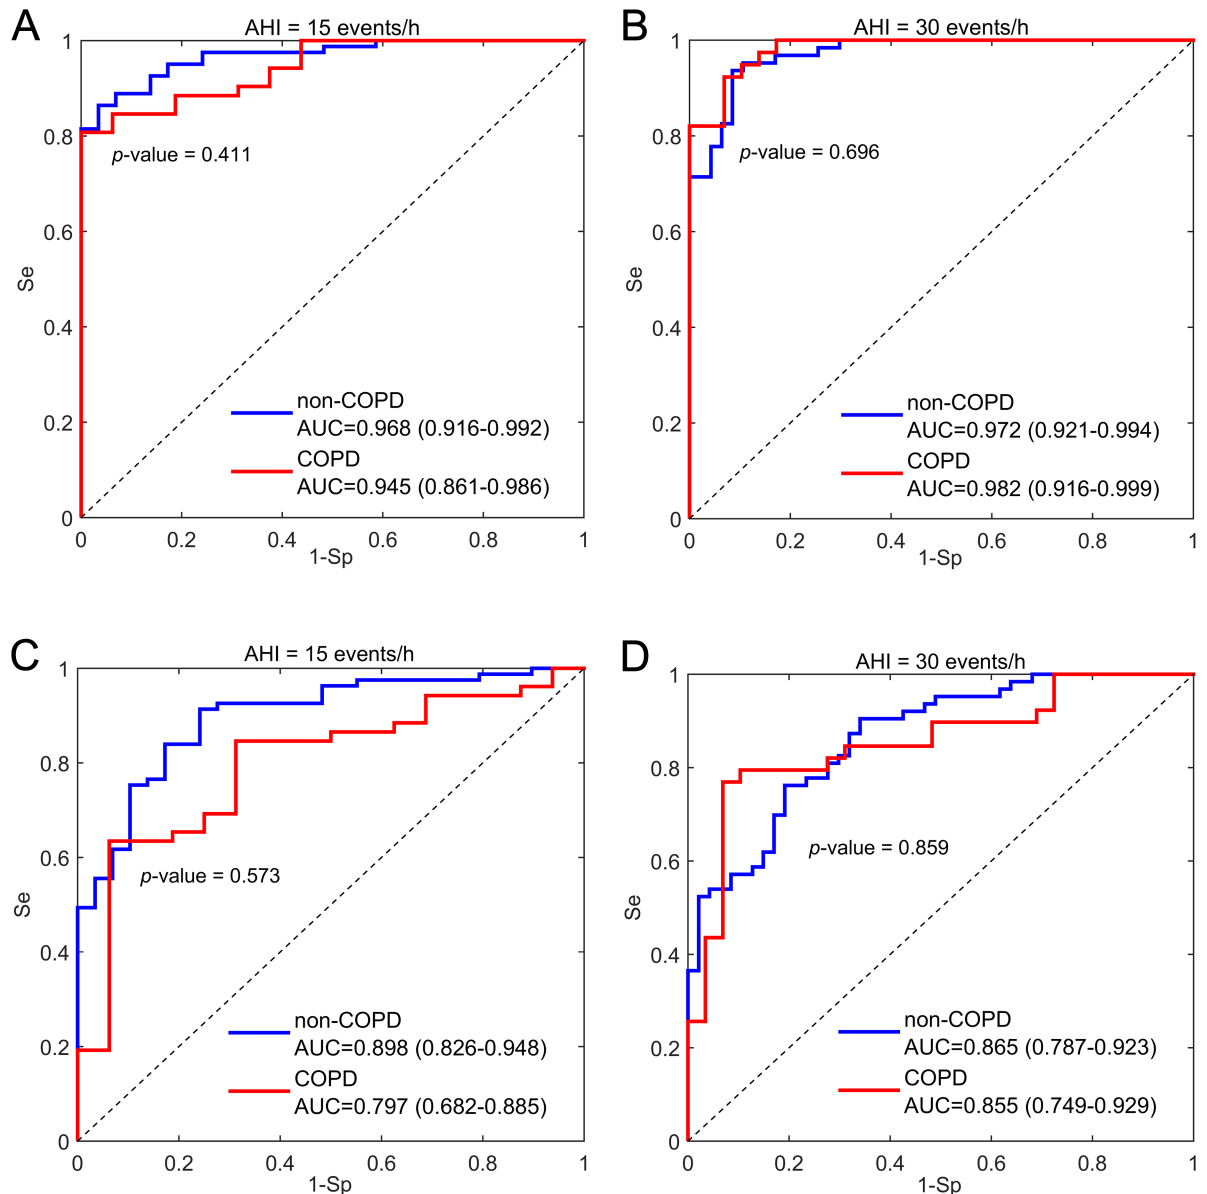 A
AHI = 15 events/h
1
0.8
0.6
0.4
0.2
0
Se
p-value = 0.411
non-COPD
AUC=0.968 (0.916-0.992)
COPD
AUC=0.945 (0.861-0.986)
0 0.2 0.4 0.6 0.8 1
1-Sp
B
AHI = 30 events/h
1
0.8
0.6
0.4
0.2
0
Se
p-value = 0.696
non-COPD
AUC=0.972 (0.921-0.994)
COPD
AUC=0.982 (0.916-0.999)
0 0.2 0.4 0.6 0.8 1
1-Sp
C
AHI = 15 events/h
1
0.8
0.6
0.4
0.2
0
Se
p-value = 0.573
non-COPD
AUC=0.898 (0.826-0.948)
COPD
AUC=0.797 (0.682-0.885)
0 0.2 0.4 0.6 0.8 1
1-Sp
D
AHI = 30 events/h
1
0.8
0.6
0.4
0.2
0
Se
p-value = 0.859
non-COPD
AUC=0.865 (0.787-0.923)
COPD
AUC=0.855 (0.749-0.929)
0 0.2 0.4 0.6 0.8 1
1-Sp